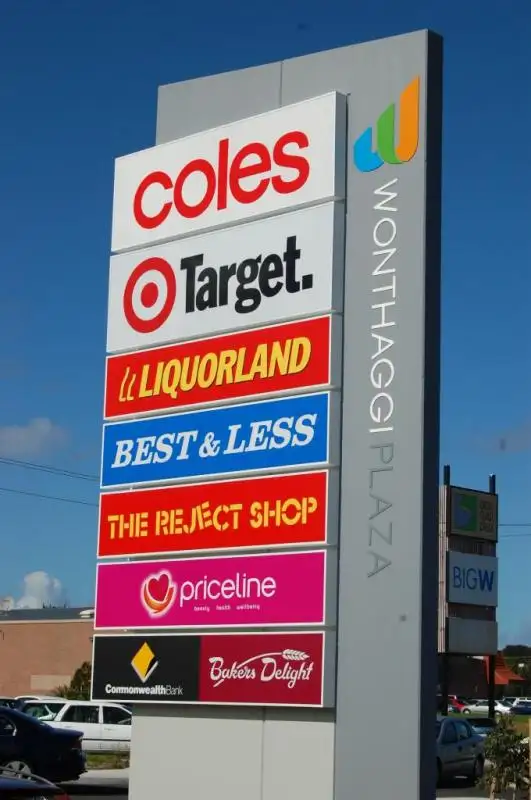 coles
Target.
LIQUORLAND
BEST & LESS
THE REJECT SHOP
priceline
beauty health wellbeing
CommonwealthBank
Bakers Delight
WONTHAGGI PLAZA
BIGW